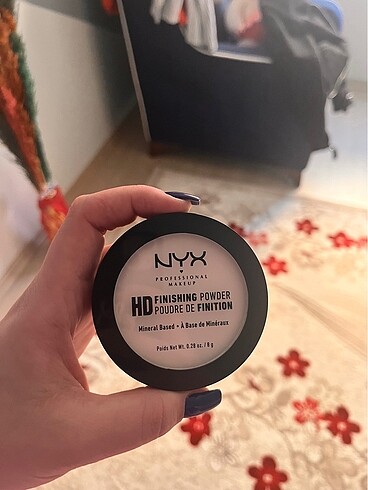 NYX
PROFESSIONAL
MAKEUP
HD FINISHING POWDER
POUDRE DE FINITION
Mineral Based • À Base de Minéraux
Poids Net Wt. 0.28 oz. / 8 g